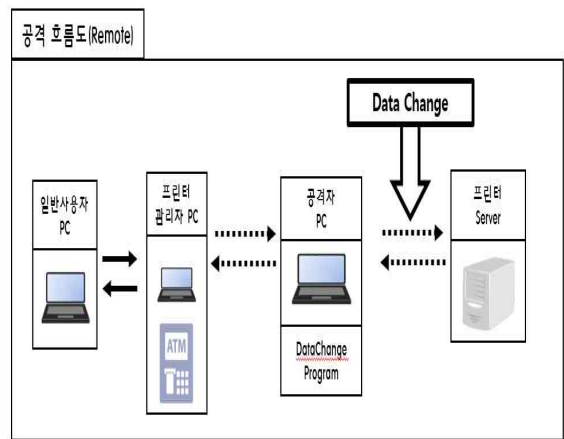 공격 흐름도(Remote)
Data Change
일반사용자
PC
프린터
관리자 PC
ATM
공격자
PC
DataChange
Program
프린터
Server